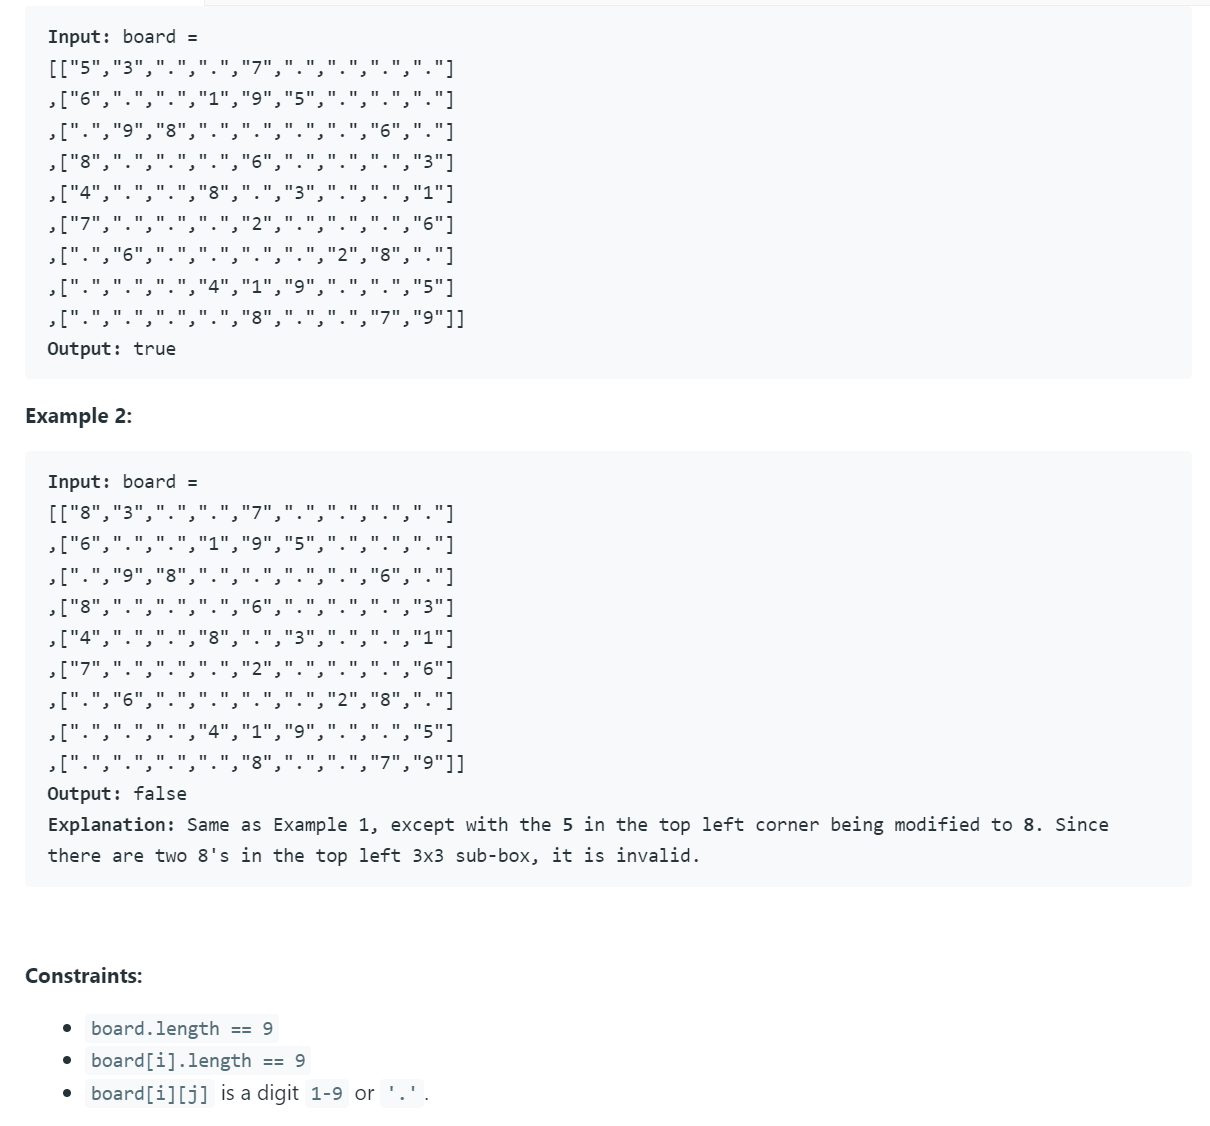 Input: board =
[["5","3",".",".","7",".",".",".","."]
,["6",".",".","1","9","5",".",".","."]
,[".","9","8",".",".",".",".","6","."]
,["8",".",".",".","6",".",".",".","3"]
,["4",".",".","8",".","3",".",".","1"]
,["7",".",".",".","2",".",".",".","6"]
,[".","6",".",".",".",".","2","8","."]
,[".",".",".","4","1","9",".",".","5"]
,[".",".",".",".","8",".",".","7","9"]]
Output: true
Example 2:
Input: board =
[["8","3",".",".","7",".",".",".","."]
,["6",".",".","1","9","5",".",".","."]
,[".","9","8",".",".",".",".","6","."]
,["8",".",".",".","6",".",".",".","3"]
,["4",".",".","8",".","3",".",".","1"]
,["7",".",".",".","2",".",".",".","6"]
,[".","6",".",".",".",".","2","8","."]
,[".",".",".","4","1","9",".",".","5"]
,[".",".",".",".","8",".",".","7","9"]]
Output: false
Explanation: Same as Example 1, except with the 5 in the top left corner being modified to 8. Since
there are two 8's in the top left 3x3 sub-box, it is invalid.
Constraints:
• board.length == 9
• board[i].length == 9
• board[i][j] is a digit 1-9 or '.'.